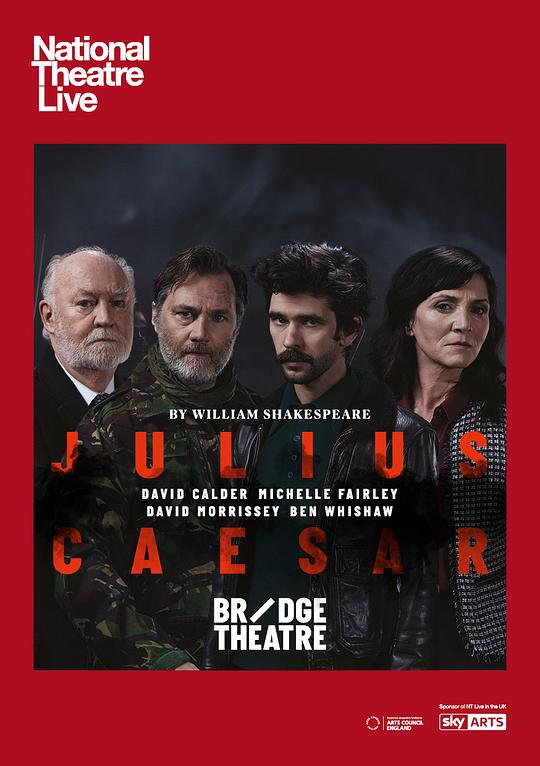 National
Theatre
Live
BY WILLIAM SHAKESPEARE
JULIUS
DAVID CALDER MICHELLE FAIRLEY
DAVID MORRISSEY BEN WHISHAW
CAESAR
BR/DGE
THEATRE
Sponsor of NT Live in the UK
ARTS COUNCIL
ENGLAND
sky ARTS